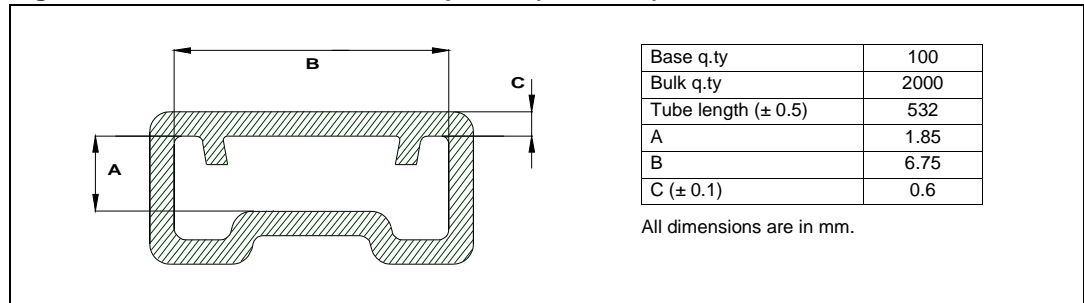 B
C
A
Base q.ty 100
Bulk q.ty 2000
Tube length (± 0.5) 532
A 1.85
B 6.75
C (± 0.1) 0.6
All dimensions are in mm.